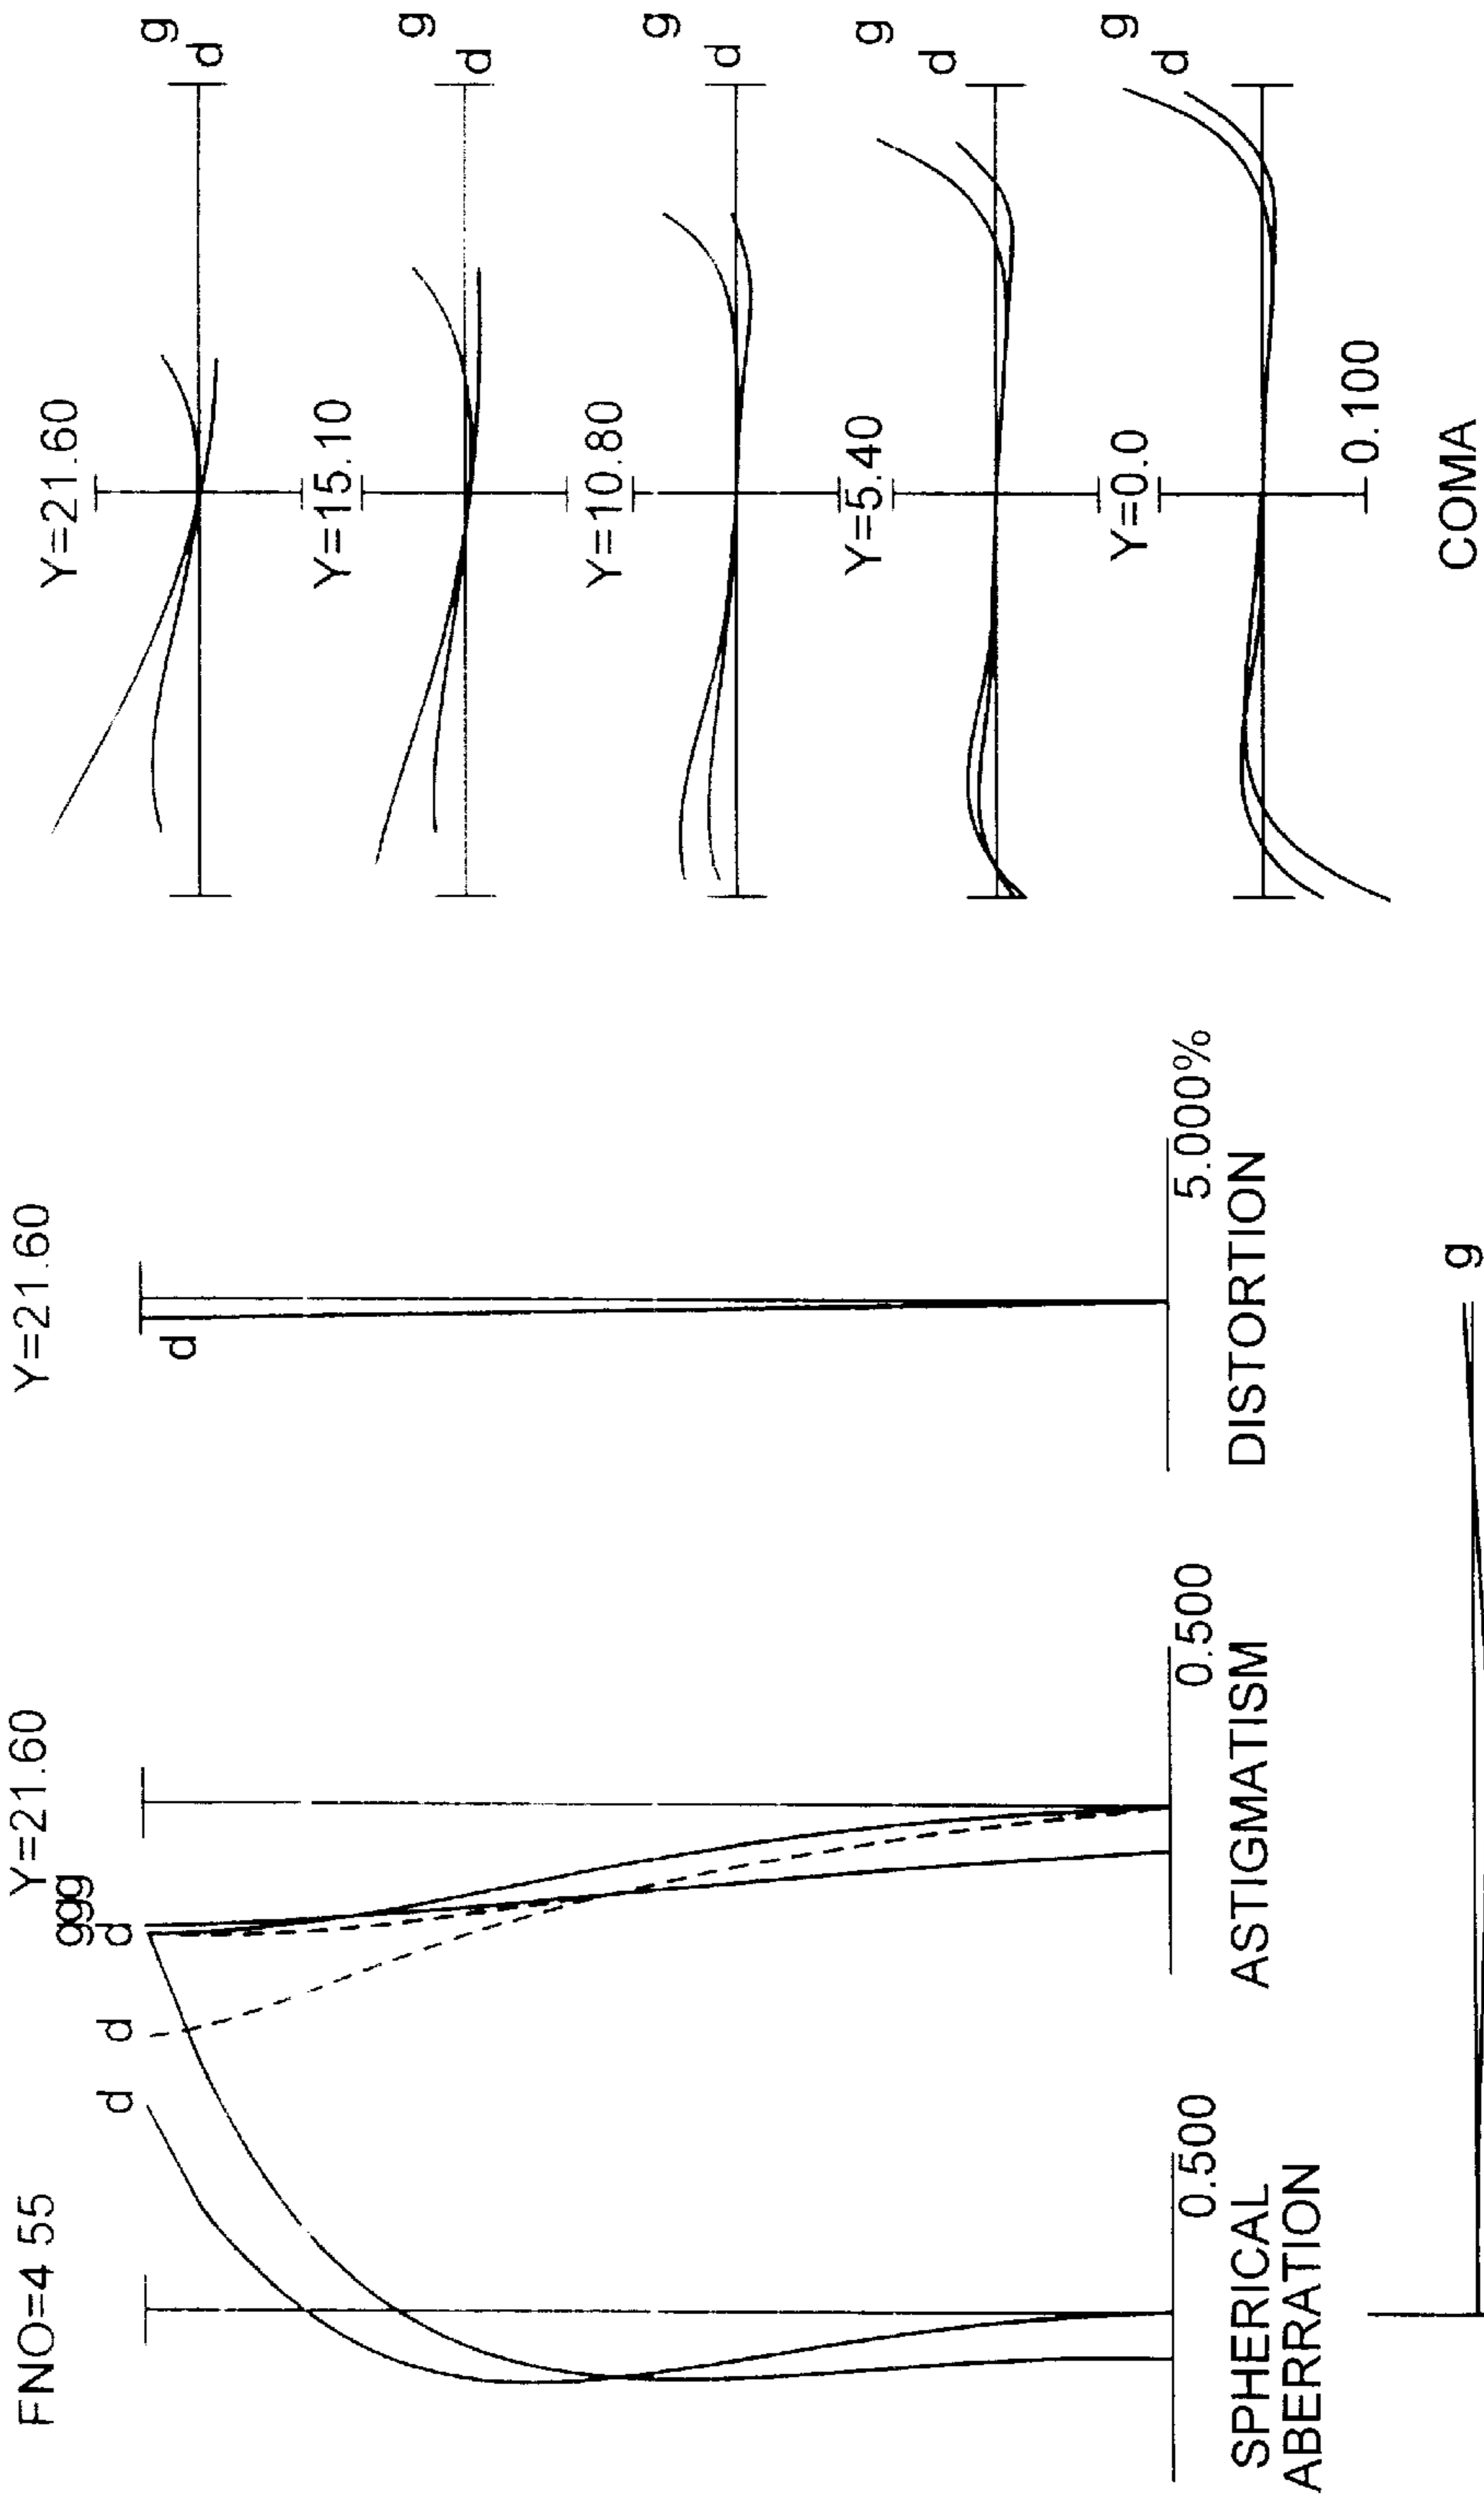 FNO=4 55
d
g
SPHERICAL
ABERRATION
0.500
Y=21.60
d
d
g
g
ASTIGMATISM
0.500
Y=21.60
d
DISTORTION
5.000%
Y=21.60
g
d
Y=15.10
g
d
Y=10.80
g
d
Y=5.40
g
d
Y=0.0
g
d
0.100
COMA
g